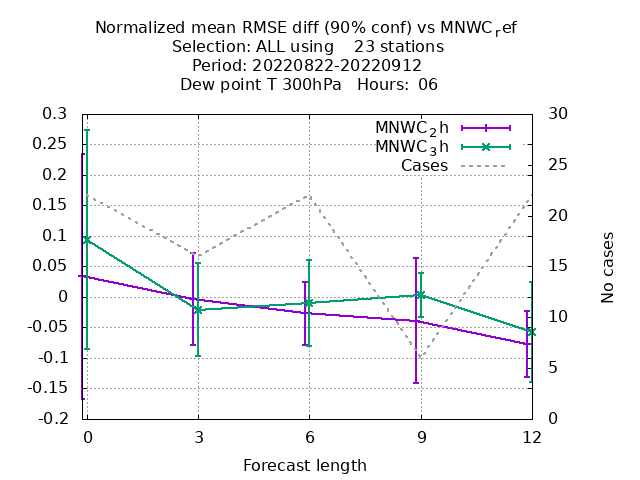 Normalized mean RMSE diff (90% conf) vs MNWCref
Selection: ALL using    23 stations
Period: 20220822-20220912
Dew point T 300hPa   Hours:  06
MNWC2h
MNWC3h
Cases
0.3
0.25
0.2
0.15
0.1
0.05
0
-0.05
-0.1
-0.15
-0.2
30
25
20
15
10
5
0
No cases
0 3 6 9 12
Forecast length